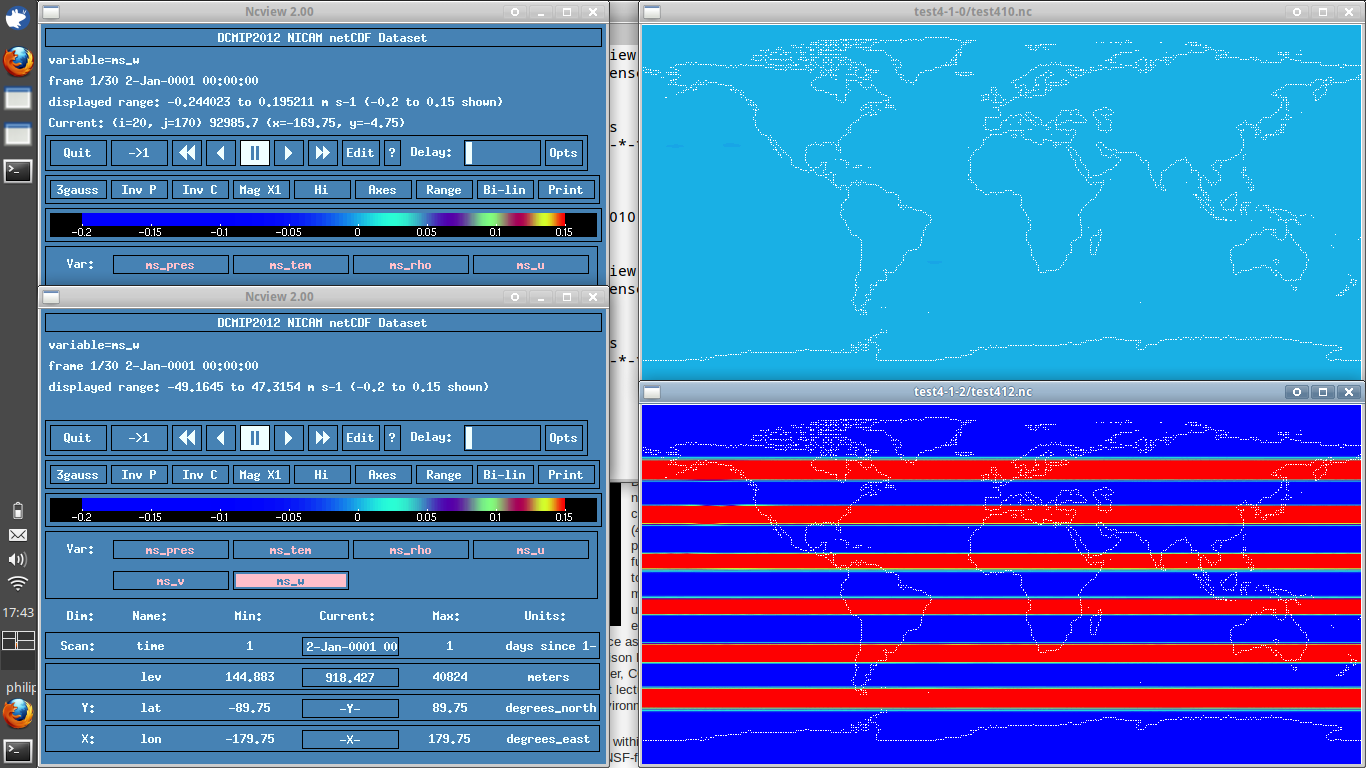 Ncview 2.00
DCMIP2012 NICAM netCDF Dataset
variable=ms_w
frame 1/30 2-Jan-0001 00:00:00
displayed range: -0.244023 to 0.195211 m s-1 (-0.2 to 0.15 shown)
Current: (i=20, j=170) 92985.7 (x=-169.75, y=-4.75)
Quit ->1 Edit ? Delay: Opts
3gauss Inv P Inv C Mag X1 Hi Axes Range Bi-lin Print
-0.2 -0.15 -0.1 -0.05 0 0.05 0.1 0.15
Var: ms_pres ms_tem ms_rho ms_u
Ncview 2.00
DCMIP2012 NICAM netCDF Dataset
variable=ms_w
frame 1/30 2-Jan-0001 00:00:00
displayed range: -49.1645 to 47.3154 m s-1 (-0.2 to 0.15 shown)
Quit ->1 Edit ? Delay: Opts
3gauss Inv P Inv C Mag X1 Hi Axes Range Bi-lin Print
-0.2 -0.15 -0.1 -0.05 0 0.05 0.1 0.15
Var: ms_pres ms_tem ms_rho ms_u
ms_v ms_w
Dim: Name: Min: Current: Max: Units:
Scan: time 1 2-Jan-0001 00 1 days since 1-
lev 144.883 918.427 40824 meters
Y: lat -89.75 -Y- 89.75 degrees_north
X: lon -179.75 -X- 179.75 degrees_east
test4-1-0/test410.nc
test4-1-2/test412.nc
17:43
philip